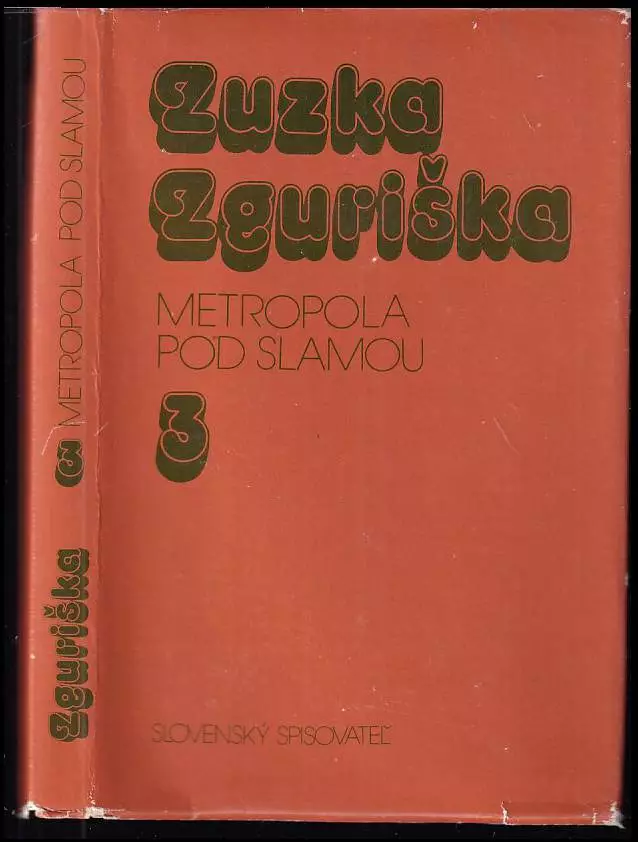 Zuzka
Zguriška
METROPOLA
POD SLAMOU
3
SLOVENSKÝ SPISOVATEĽ
Zguriška 3 METROPOLA POD SLAMOU